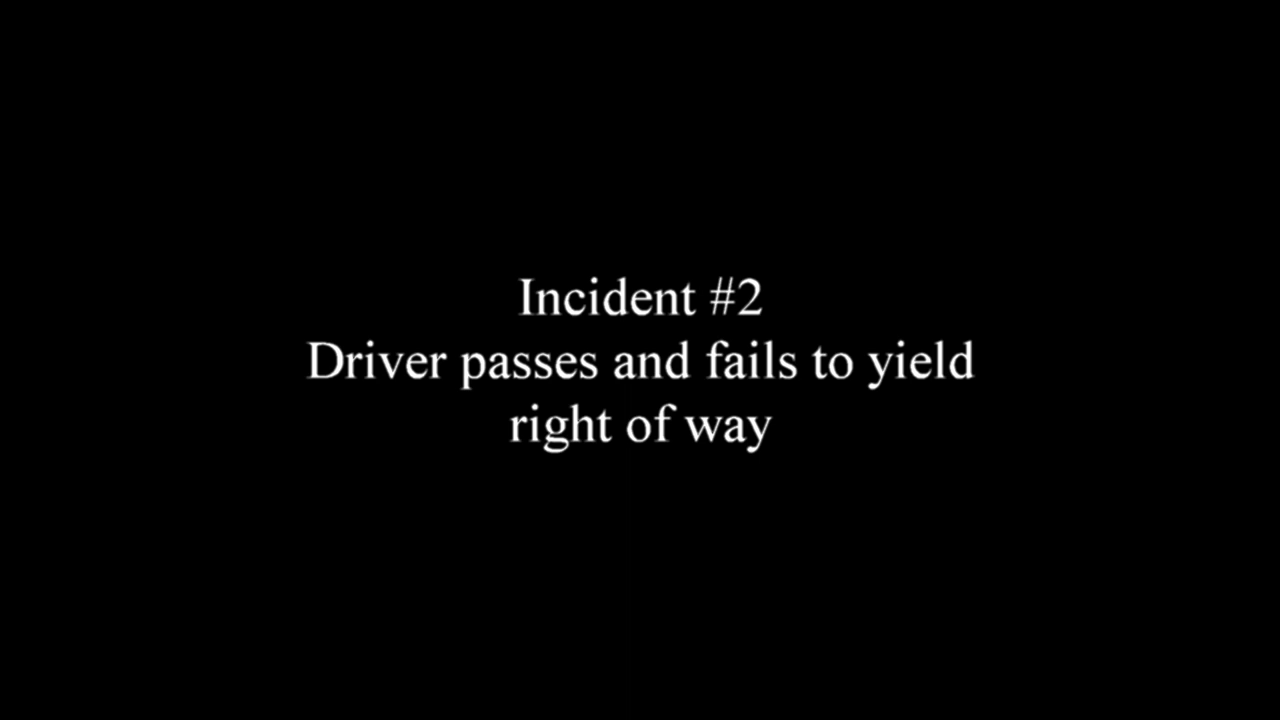 Incident #2
Driver passes and fails to yield
right of way